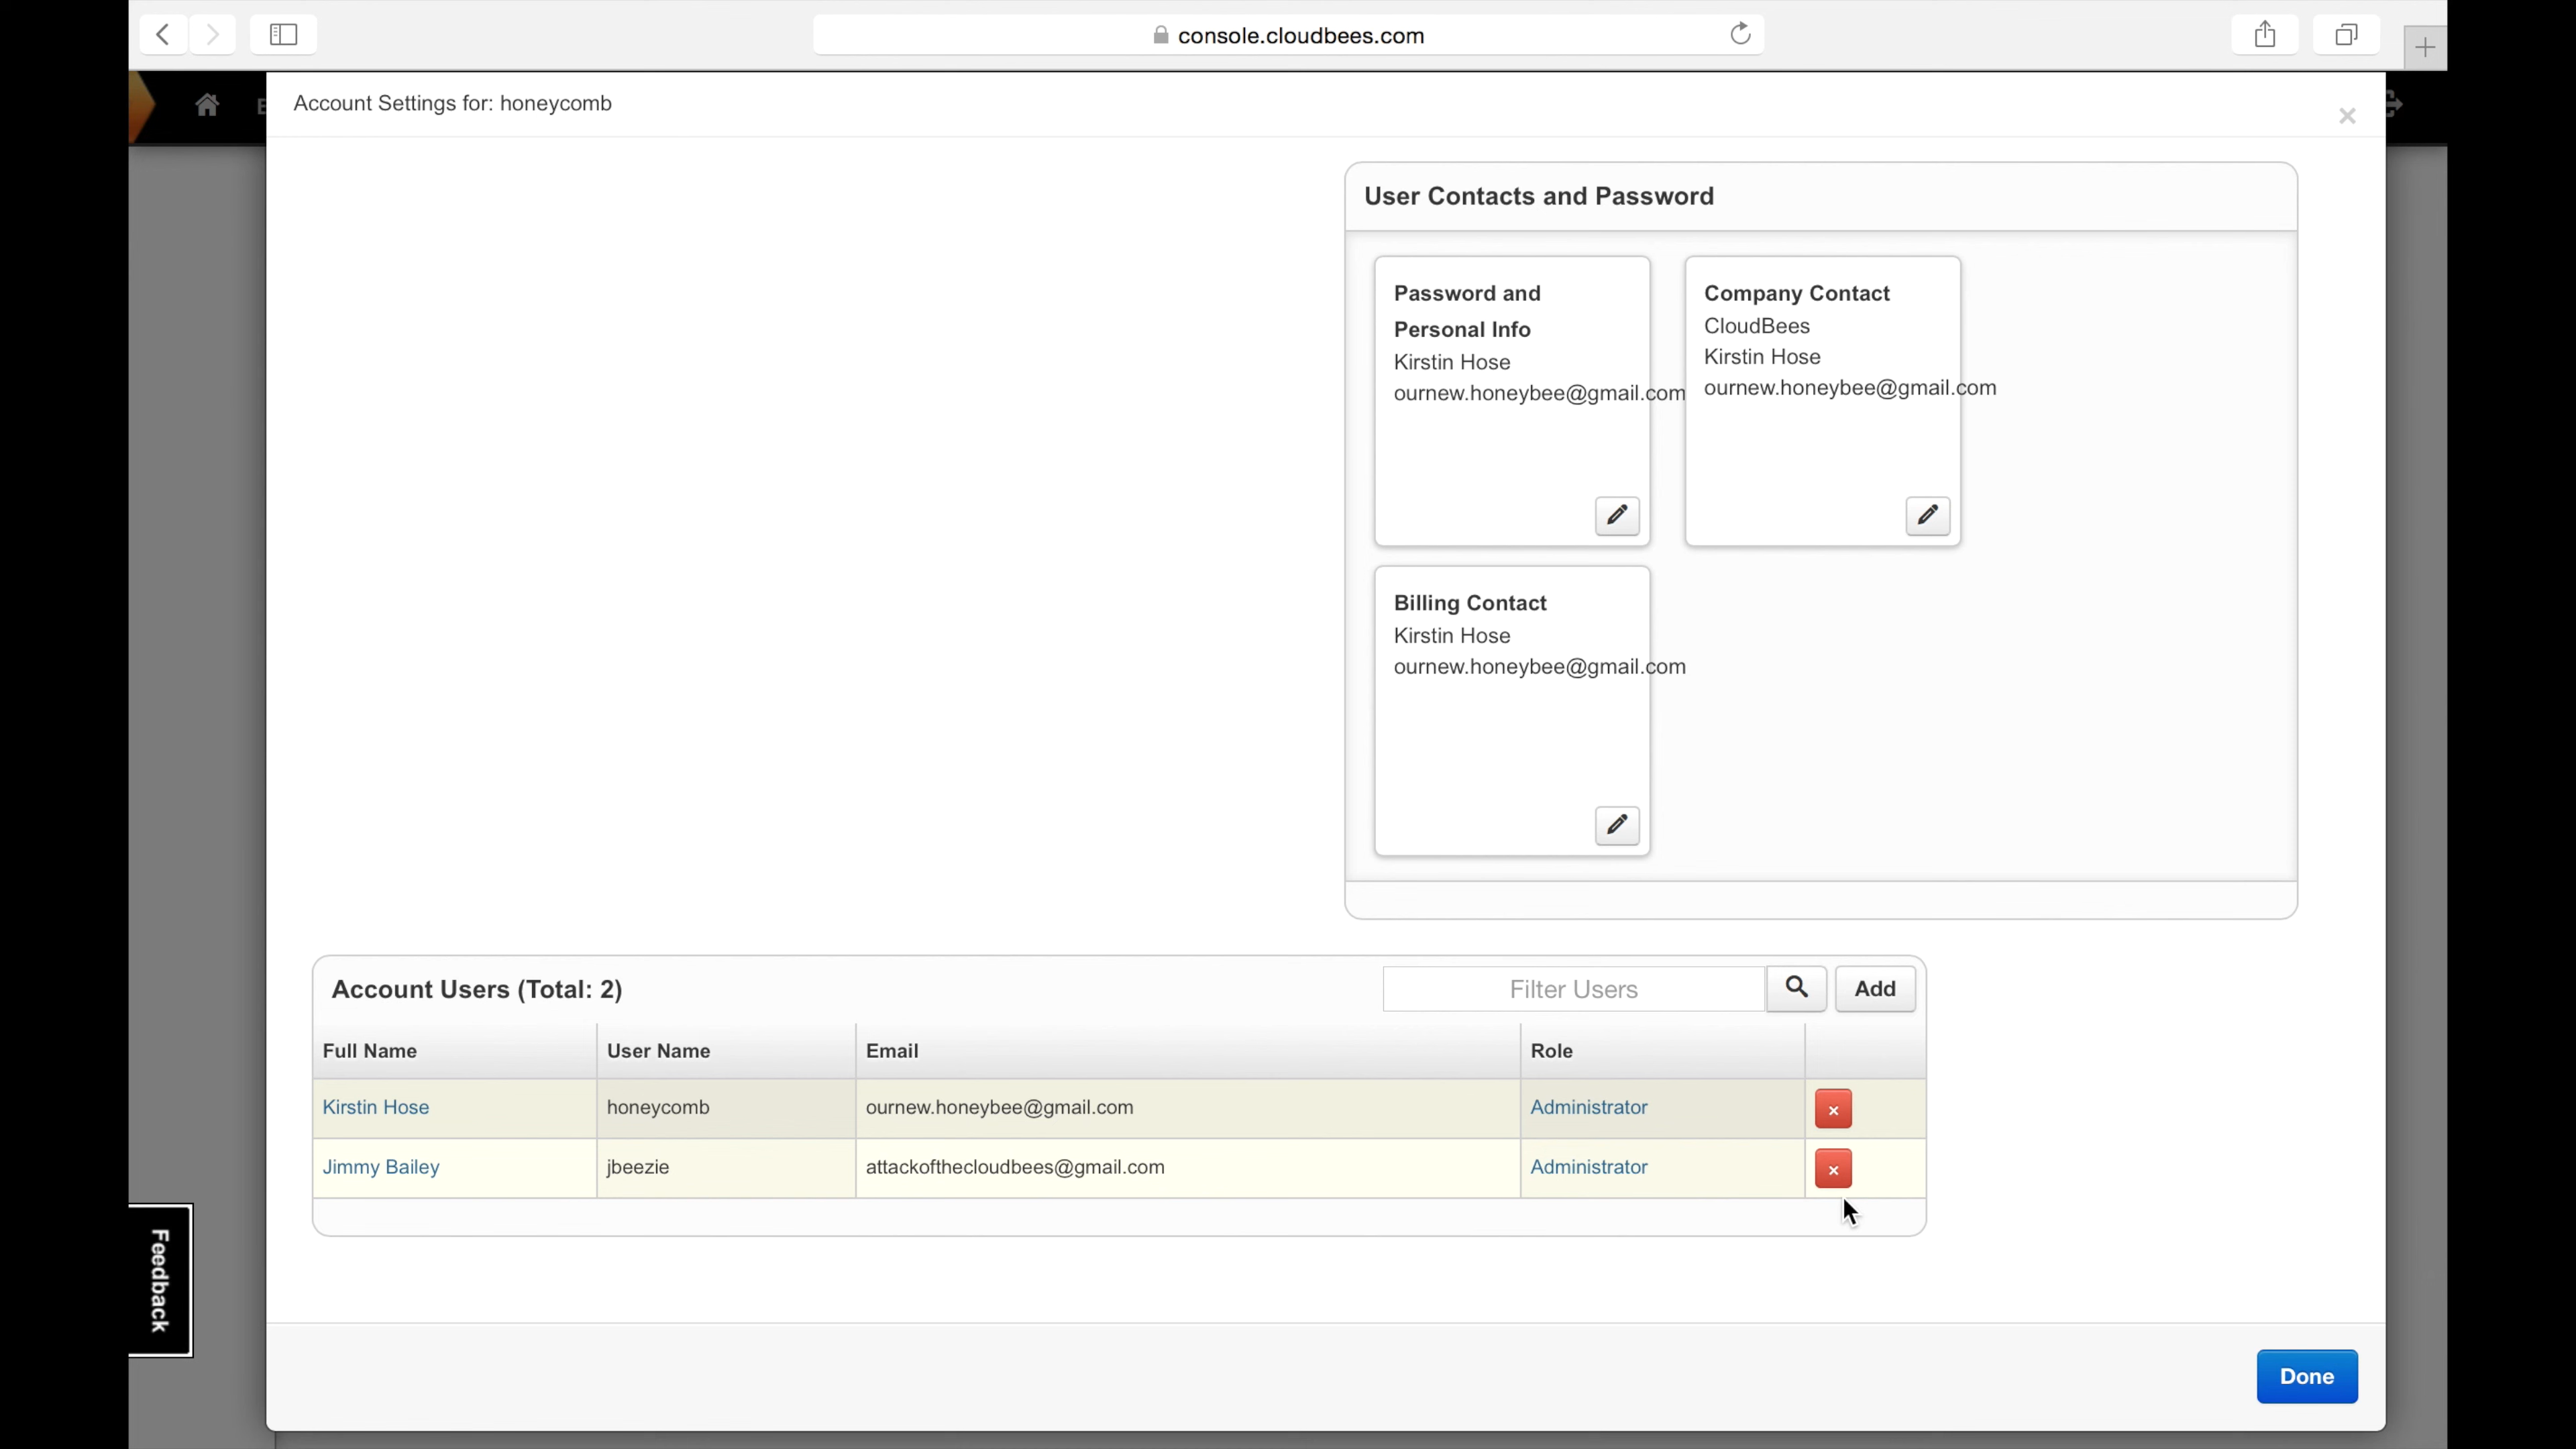 console.cloudbees.com
Account Settings for: honeycomb
×
User Contacts and Password
Password and
Personal Info
Kirstin Hose
ournew.honeybee@gmail.com
Company Contact
CloudBees
Kirstin Hose
ournew.honeybee@gmail.com
Billing Contact
Kirstin Hose
ournew.honeybee@gmail.com
Account Users (Total: 2)
Filter Users
Add
Full Name User Name Email Role
Kirstin Hose honeycomb ournew.honeybee@gmail.com Administrator ×
Jimmy Bailey jbeezie attackofthecloudbees@gmail.com Administrator ×
Feedback
Done